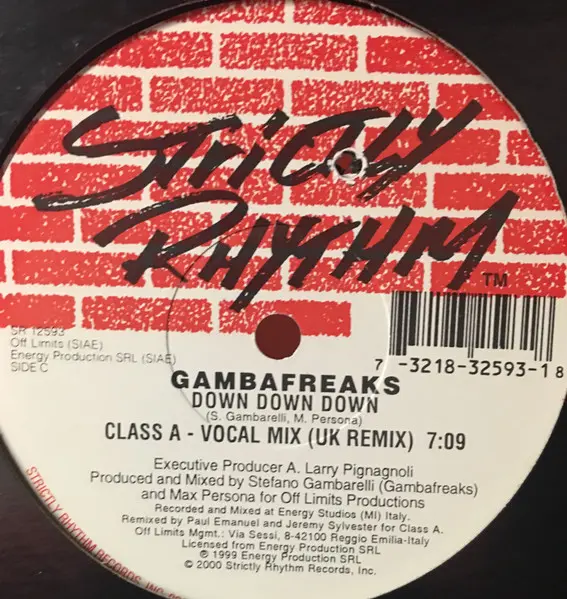 STRICTLY
RHYTHM
TM
SR 12593
Off Limits (SIAE)
Energy Production SRL (SIAE)
SIDE C
7 -3218-32593-1 8
GAMBAFREAKS
DOWN DOWN DOWN
(S. Gambarelli, M. Persona)
CLASS A - VOCAL MIX (UK REMIX) 7:09
Executive Producer A. Larry Pignagnoli
Produced and Mixed by Stefano Gambarelli (Gambafreaks)
and Max Persona for Off Limits Productions
Recorded and Mixed at Energy Studios (MI) Italy.
Remixed by Paul Emanuel and Jeremy Sylvester for Class A.
Off Limits Mgmt.: Via Sessi, 8-42100 Reggio Emilia-Italy
Licensed from Energy Production SRL
℗ 1999 Energy Production SRL
© 2000 Strictly Rhythm Records, Inc.
STRICTLY RHYTHM RECORDS, INC.